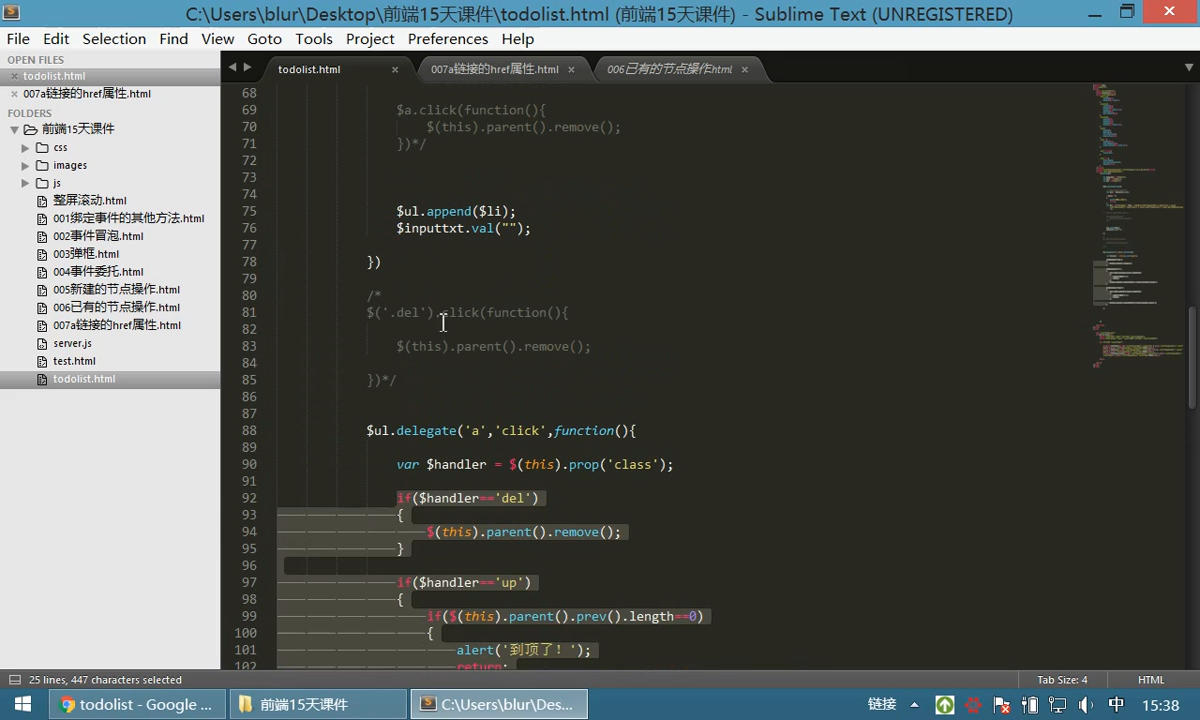 C:\Users\blur\Desktop\前端15天课件\todolist.html (前端15天课件) - Sublime Text (UNREGISTERED)
File Edit Selection Find View Goto Tools Project Preferences Help
OPEN FILES
todolist.html
007a链接的href属性.html
FOLDERS
前端15天课件
css
images
js
整屏滚动.html
001绑定事件的其他方法.html
002事件冒泡.html
003弹框.html
004事件委托.html
005新建的节点操作.html
006已有的节点操作.html
007a链接的href属性.html
server.js
test.html
todolist.html
todolist.html 007a链接的href属性.html 006已有的节点操作html
68
69 $a.click(function(){
70 $(this).parent().remove();
71 })*/
72
73
74
75 $ul.append($li);
76 $inputtxt.val("");
77
78 })
79
80 /*
81 $('.del').click(function(){
82
83 $(this).parent().remove();
84
85 })*/
86
87
88 $ul.delegate('a','click',function(){
89
90 var $handler = $(this).prop('class');
91
92 if($handler=='del')
93 {
94 $(this).parent().remove();
95 }
96
97 if($handler=='up')
98 {
99 if($(this).parent().prev().length==0)
100 {
101 alert('到顶了！');
102 return;
25 lines, 447 characters selected Tab Size: 4 HTML
todolist - Google ... 前端15天课件 C:\Users\blur\Des... 链接 中 15:38